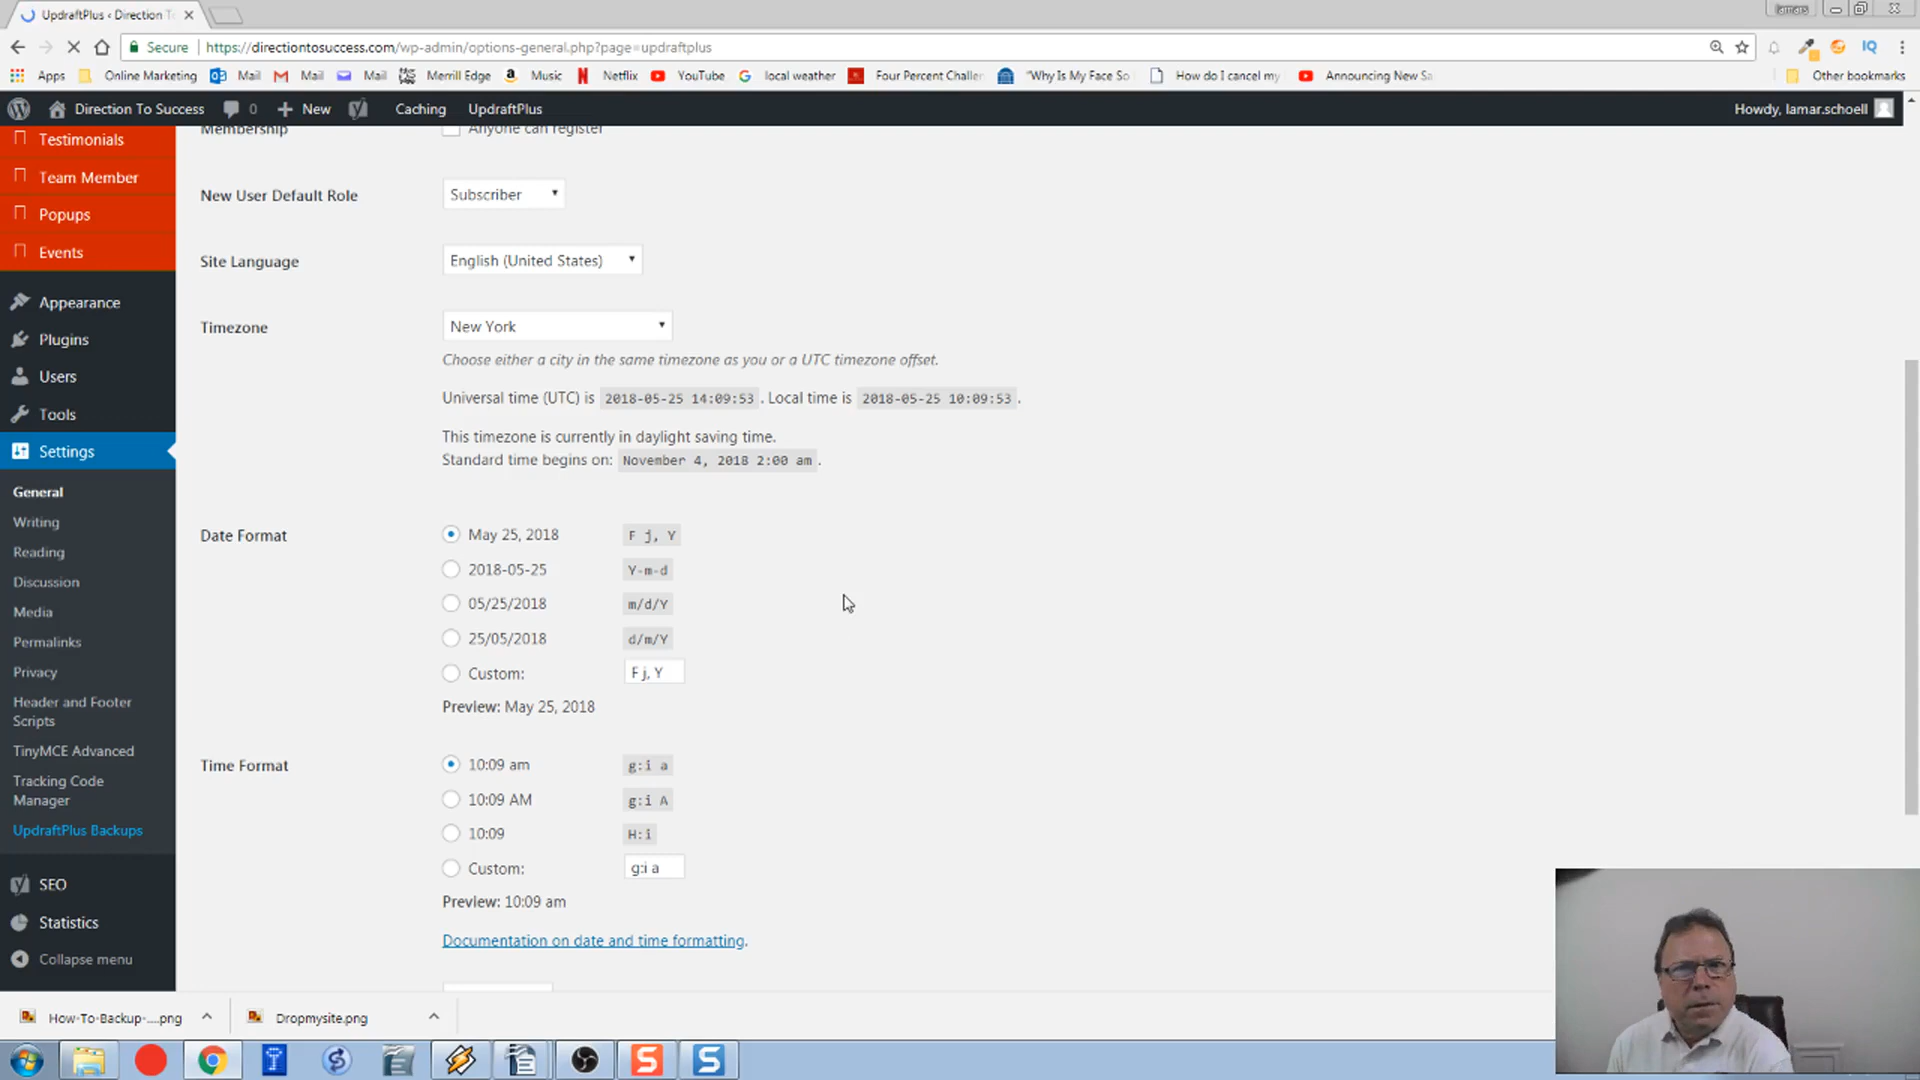 UpdraftPlus ‹ Direction T
lamars
Secure
https://directiontosuccess.com/wp-admin/options-general.php?page=updraftplus
IQ
Apps
Online Marketing
Mail
Mail
Mail
Merrill Edge
Music
Netflix
YouTube
local weather
Four Percent Challen
"Why Is My Face So
How do I cancel my
Announcing New Sa
Other bookmarks
Direction To Success
0
New
Caching
UpdraftPlus
Howdy, lamar.schoell
Testimonials
Team Member
Popups
Events
Appearance
Plugins
Users
Tools
Settings
General
Writing
Reading
Discussion
Media
Permalinks
Privacy
Header and Footer
Scripts
TinyMCE Advanced
Tracking Code
Manager
UpdraftPlus Backups
SEO
Statistics
Collapse menu
Membership
Anyone can register
New User Default Role
Subscriber
Site Language
English (United States)
Timezone
New York
Choose either a city in the same timezone as you or a UTC timezone offset.
Universal time (UTC) is 2018-05-25 14:09:53 . Local time is 2018-05-25 10:09:53 .
This timezone is currently in daylight saving time.
Standard time begins on: November 4, 2018 2:00 am .
Date Format
May 25, 2018
F j, Y
2018-05-25
Y-m-d
05/25/2018
m/d/Y
25/05/2018
d/m/Y
Custom:
F j, Y
Preview: May 25, 2018
Time Format
10:09 am
g:i a
10:09 AM
g:i A
10:09
H:i
Custom:
g:i a
Preview: 10:09 am
Documentation on date and time formatting.
How-To-Backup-....png
Dropmysite.png